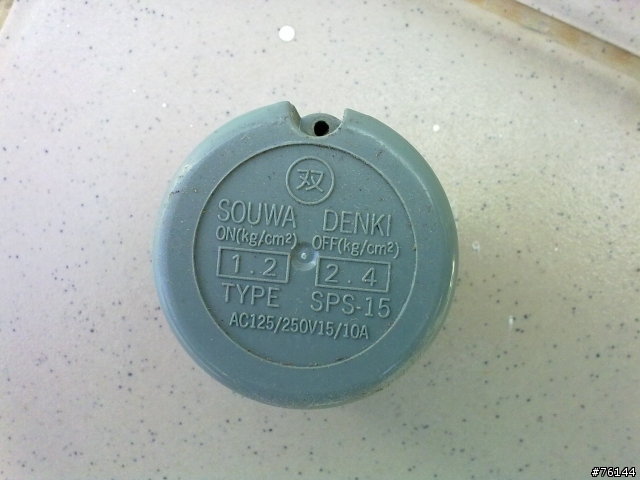 双
SOUWA DENKI
ON(kg/cm²) OFF(kg/cm²)
1.2 2.4
TYPE SPS-15
AC125/250V15/10A
#76144